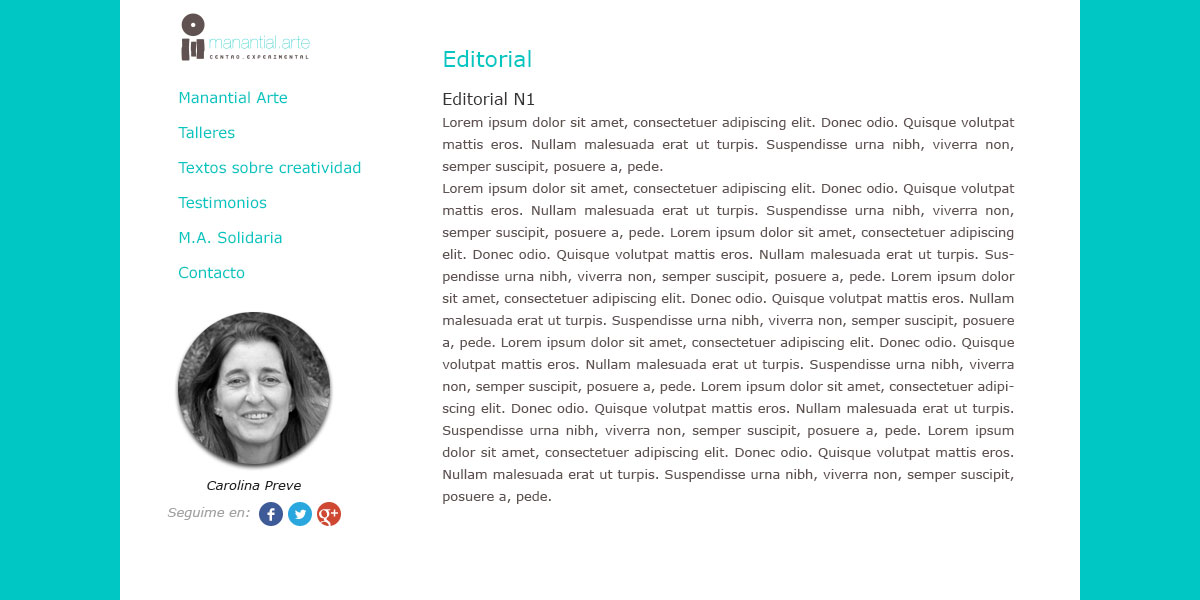 manantial.arte
CENTRO.EXPERIMENTAL
Manantial Arte
Talleres
Textos sobre creatividad
Testimonios
M.A. Solidaria
Contacto
Carolina Preve
Seguime en:
f
g+
Editorial
Editorial N1
Lorem ipsum dolor sit amet, consectetuer adipiscing elit. Donec odio. Quisque volutpat
mattis eros. Nullam malesuada erat ut turpis. Suspendisse urna nibh, viverra non,
semper suscipit, posuere a, pede.
Lorem ipsum dolor sit amet, consectetuer adipiscing elit. Donec odio. Quisque volutpat
mattis eros. Nullam malesuada erat ut turpis. Suspendisse urna nibh, viverra non,
semper suscipit, posuere a, pede. Lorem ipsum dolor sit amet, consectetuer adipiscing
elit. Donec odio. Quisque volutpat mattis eros. Nullam malesuada erat ut turpis. Sus-
pendisse urna nibh, viverra non, semper suscipit, posuere a, pede. Lorem ipsum dolor
sit amet, consectetuer adipiscing elit. Donec odio. Quisque volutpat mattis eros. Nullam
malesuada erat ut turpis. Suspendisse urna nibh, viverra non, semper suscipit, posuere
a, pede. Lorem ipsum dolor sit amet, consectetuer adipiscing elit. Donec odio. Quisque
volutpat mattis eros. Nullam malesuada erat ut turpis. Suspendisse urna nibh, viverra
non, semper suscipit, posuere a, pede. Lorem ipsum dolor sit amet, consectetuer adipi-
scing elit. Donec odio. Quisque volutpat mattis eros. Nullam malesuada erat ut turpis.
Suspendisse urna nibh, viverra non, semper suscipit, posuere a, pede. Lorem ipsum
dolor sit amet, consectetuer adipiscing elit. Donec odio. Quisque volutpat mattis eros.
Nullam malesuada erat ut turpis. Suspendisse urna nibh, viverra non, semper suscipit,
posuere a, pede.